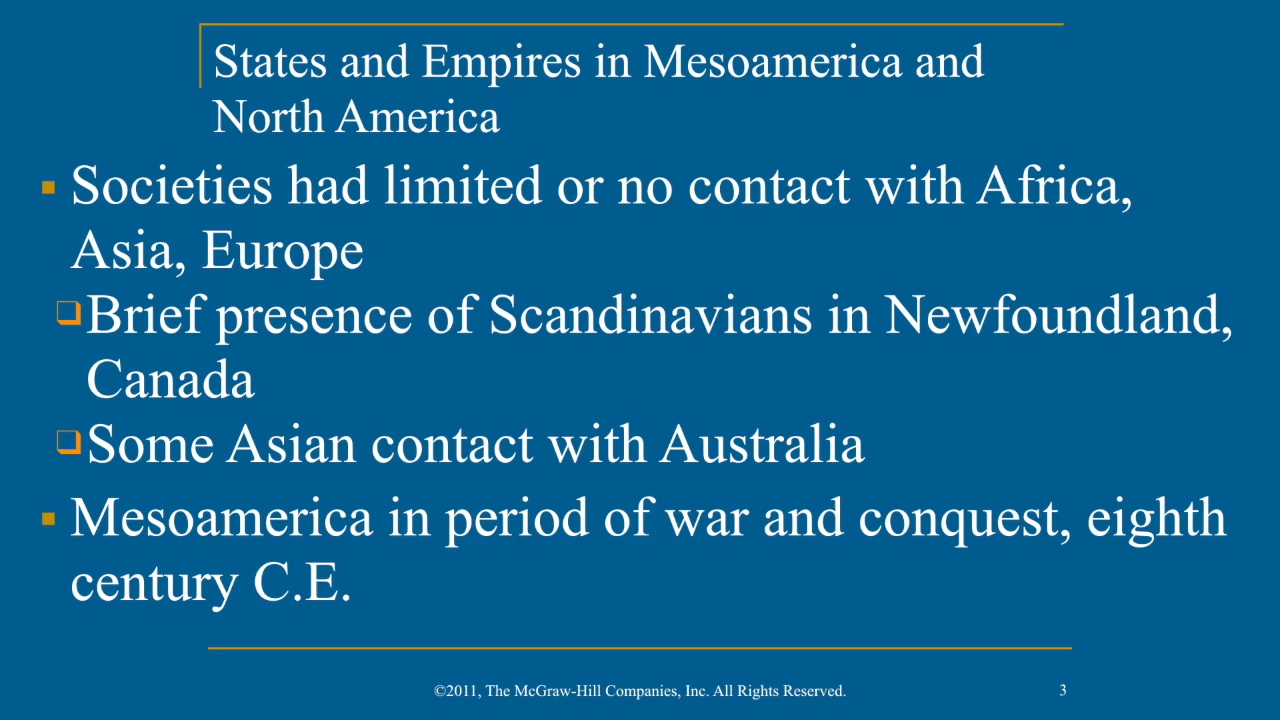 States and Empires in Mesoamerica and
North America
▪ Societies had limited or no contact with Africa,
Asia, Europe
❑Brief presence of Scandinavians in Newfoundland,
Canada
❑Some Asian contact with Australia
▪ Mesoamerica in period of war and conquest, eighth
century C.E.
©2011, The McGraw-Hill Companies, Inc. All Rights Reserved.
3